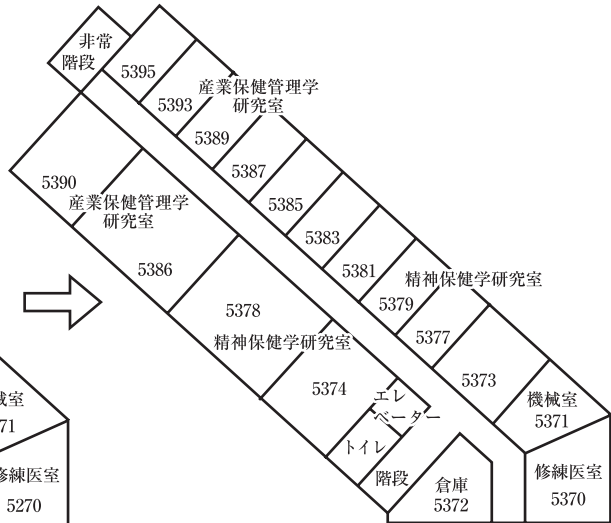 非常
階段
5395
5393
産業保健管理学
研究室
5389
5387
5385
5383
5381
5379
精神保健学研究室
5377
5373
機械室
5371
修練医室
5370
5390
産業保健管理学
研究室
5386
5378
精神保健学研究室
5374
エレ
ベーター
トイレ
階段
倉庫
5372
室
71
修練医室
5270